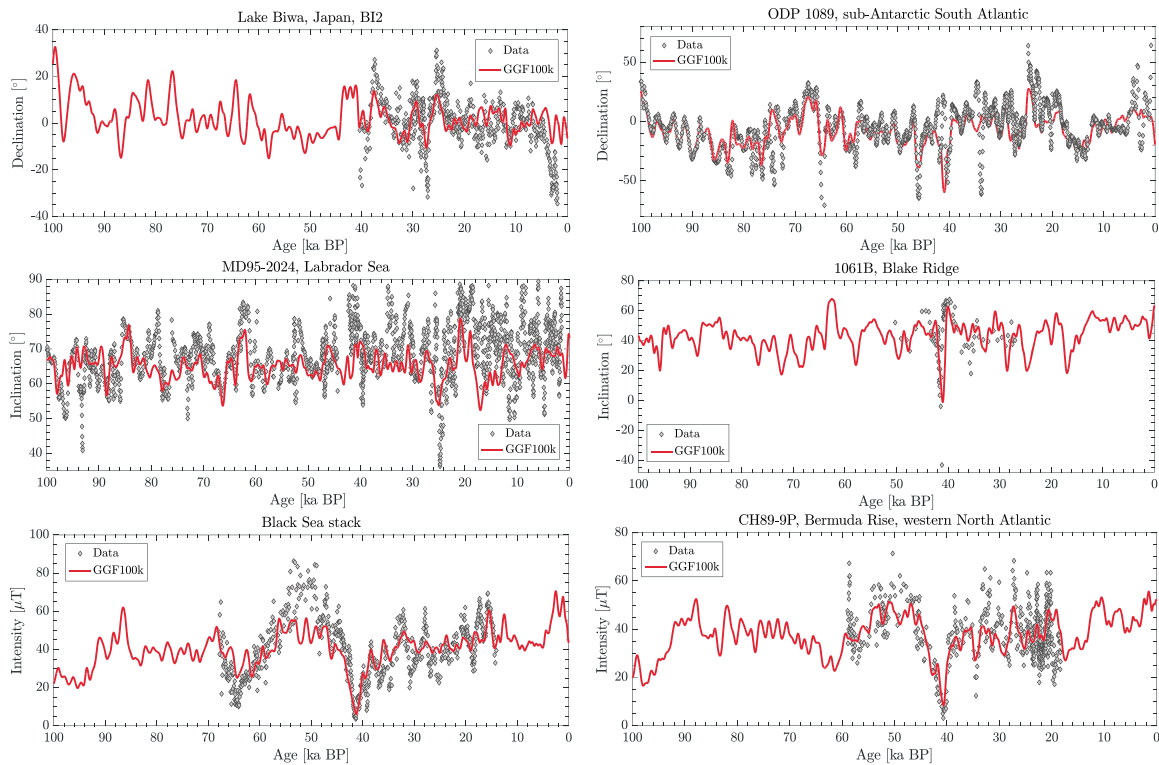 Lake Biwa, Japan, BI2
Declination [°]
40
20
0
-20
-40
Data
GGF100k
100 90 80 70 60 50 40 30 20 10 0
Age [ka BP]
ODP 1089, sub-Antarctic South Atlantic
Declination [°]
50
0
-50
Data
GGF100k
100 90 80 70 60 50 40 30 20 10 0
Age [ka BP]
MD95-2024, Labrador Sea
Inclination [°]
90
80
70
60
50
40
Data
GGF100k
100 90 80 70 60 50 40 30 20 10 0
Age [ka BP]
1061B, Blake Ridge
Inclination [°]
80
60
40
20
0
-20
-40
Data
GGF100k
100 90 80 70 60 50 40 30 20 10 0
Age [ka BP]
Black Sea stack
Intensity [μT]
100
80
60
40
20
0
Data
GGF100k
100 90 80 70 60 50 40 30 20 10 0
Age [ka BP]
CH89-9P, Bermuda Rise, western North Atlantic
Intensity [μT]
80
60
40
20
0
Data
GGF100k
100 90 80 70 60 50 40 30 20 10 0
Age [ka BP]